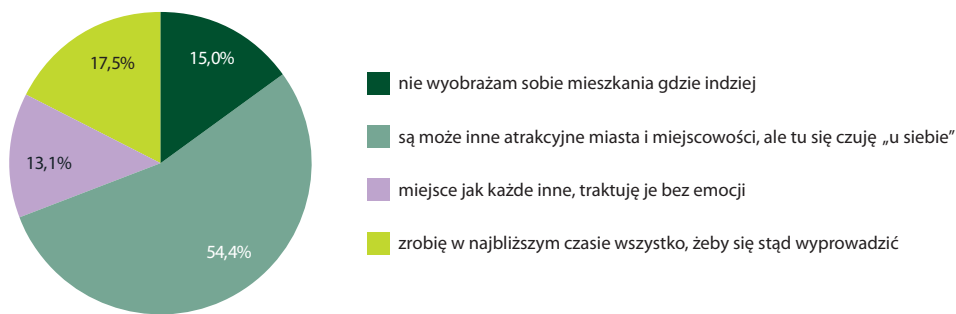 17,5%
15,0%
13,1%
54,4%
nie wyobrażam sobie mieszkania gdzie indziej
są może inne atrakcyjne miasta i miejscowości, ale tu się czuję „u siebie”
miejsce jak każde inne, traktuję je bez emocji
zrobię w najbliższym czasie wszystko, żeby się stąd wyprowadzić